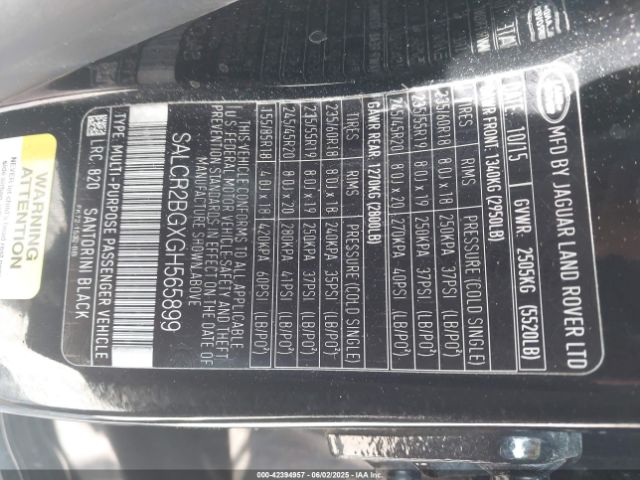 MFD BY JAGUAR LAND ROVER LTD
DATE: 10/15 GVWR: 2505KG (5520LB)
GAWR FRONT: 1340KG (2950LB)
TIRES RIMS PRESSURE (COLD SINGLE)
235/60R18 8.0J x 18 250KPA 37PSI (LB/PO²)
235/55R19 8.0J x 19 250KPA 37PSI (LB/PO²)
245/45R20 8.0J x 20 270KPA 40PSI (LB/PO²)
GAWR REAR: 1270KG (2800LB)
TIRES RIMS PRESSURE (COLD SINGLE)
235/60R18 8.0J x 18 240KPA 35PSI (LB/PO²)
235/55R19 8.0J x 19 250KPA 37PSI (LB/PO²)
245/45R20 8.0J x 20 280KPA 41PSI (LB/PO²)
T155/85R18 4.0J x 18 420KPA 60PSI (LB/PO²)
THIS VEHICLE CONFORMS TO ALL APPLICABLE
U.S FEDERAL MOTOR VEHICLE SAFETY AND THEFT
PREVENTION STANDARDS IN EFFECT ON THE DATE OF
MANUFACTURE SHOWN ABOVE
SALCR2BGXGH565899
TYPE: MULTI-PURPOSE PASSENGER VEHICLE
LRC: 820 SANTORINI BLACK
WARNING
ATTENTION
00-42394957 | 06/02/2025 - IAA, Inc.